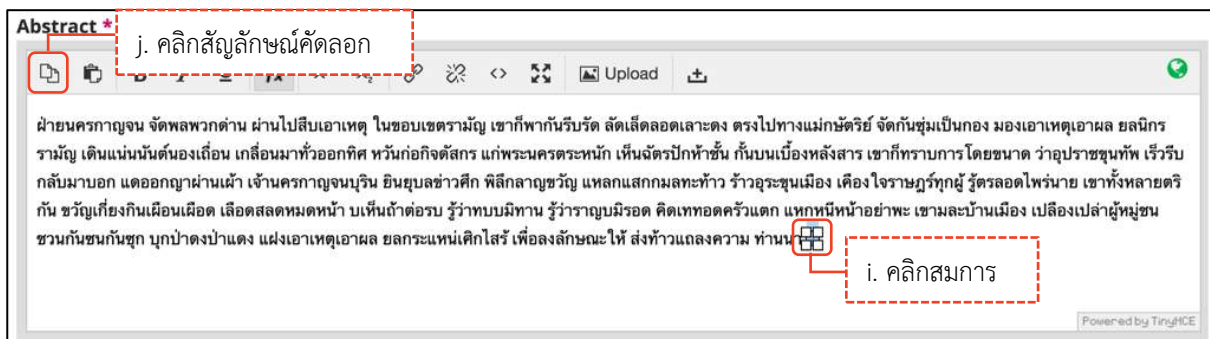 Abstract *
j. คลิกสัญลักษณ์คัดลอก
Upload
ฝ่ายนครกาญจน จัดพลพวกด่าน ผ่านไปสืบเอาเหตุ ในขอบเขตรามัญ เขาก็พากันรีบรัด ลัดเล็ดลอดเลาะดง ตรงไปทางแม่กษัตริย์ จัดกันซุ่มเป็นกอง มองเอาเหตุเอาผล ยลนิกร
รามัญ เดินแน่นนันต์นองเถื่อน เกลื่อนมาทั่วออกทิศ หวันก่อกิจดัสกร แก่พระนครตระหนัก เห็นฉัตรปักห้าชั้น กั้นบนเบื้องหลังสาร เขาก็ทราบการโดยขนาด ว่าอุปราชขุนทัพ เร็วรีบ
กลับมาบอก แดออกญาผ่านเผ้า เจ้านครกาญจนบุริน ยินยุบลข่าวศึก พิลึกลาญขวัญ แหลกแสกกมลทะท้าว ร้าวอุระขุนเมือง เคืองใจราษฎร์ทุกผู้ รู้ตรลอดไพร่นาย เขาทั้งหลายตริ
กัน ขวัญเกี่ยงกินเผือนเผือด เลือดสลดหมดหน้า บเห็นถ้าต่อรบ รู้ว่าทบบมิทาน รู้ว่าราญบมิรอด คิดเททอดครัวแตก แหกหนีหน้าอย่าพะ เขามละบ้านเมือง เปลืองเปล่าผู้หมู่ชน
ชวนกันซนกันซุก บุกป่าดงป่าแดง แฝงเอาเหตุเอาผล ยลกระแหน่เศิกไสร้ เพื่อลงลักษณะให้ ส่งท้าวแถลงความ ท่านนา
i. คลิกสมการ
Powered by TinyMCE